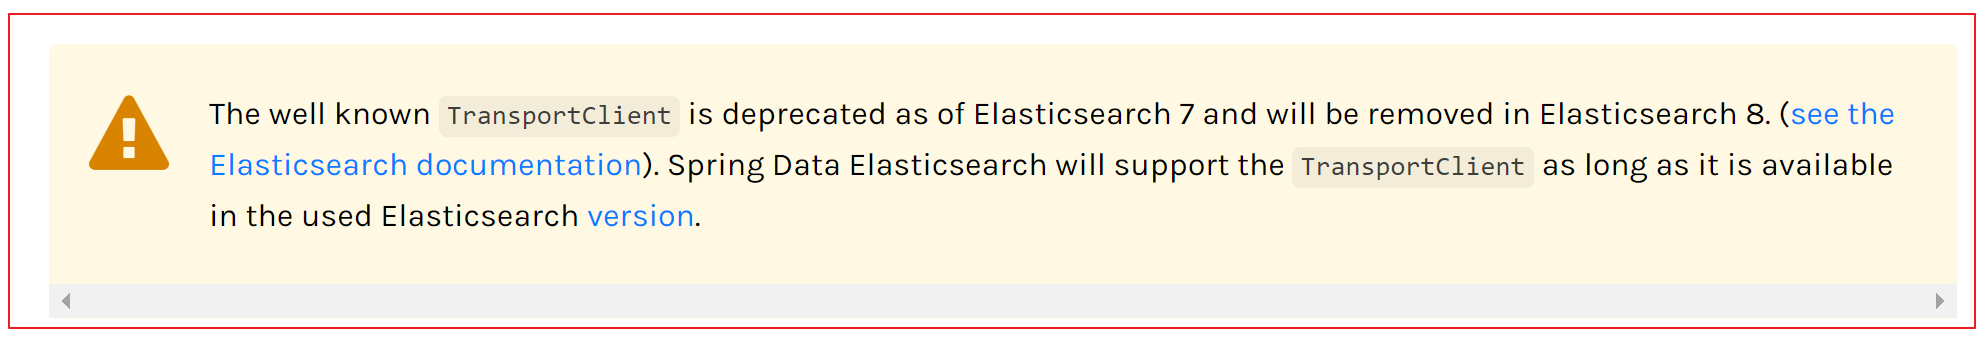 The well known TransportClient is deprecated as of Elasticsearch 7 and will be removed in Elasticsearch 8. (see the
Elasticsearch documentation). Spring Data Elasticsearch will support the TransportClient as long as it is available
in the used Elasticsearch version.